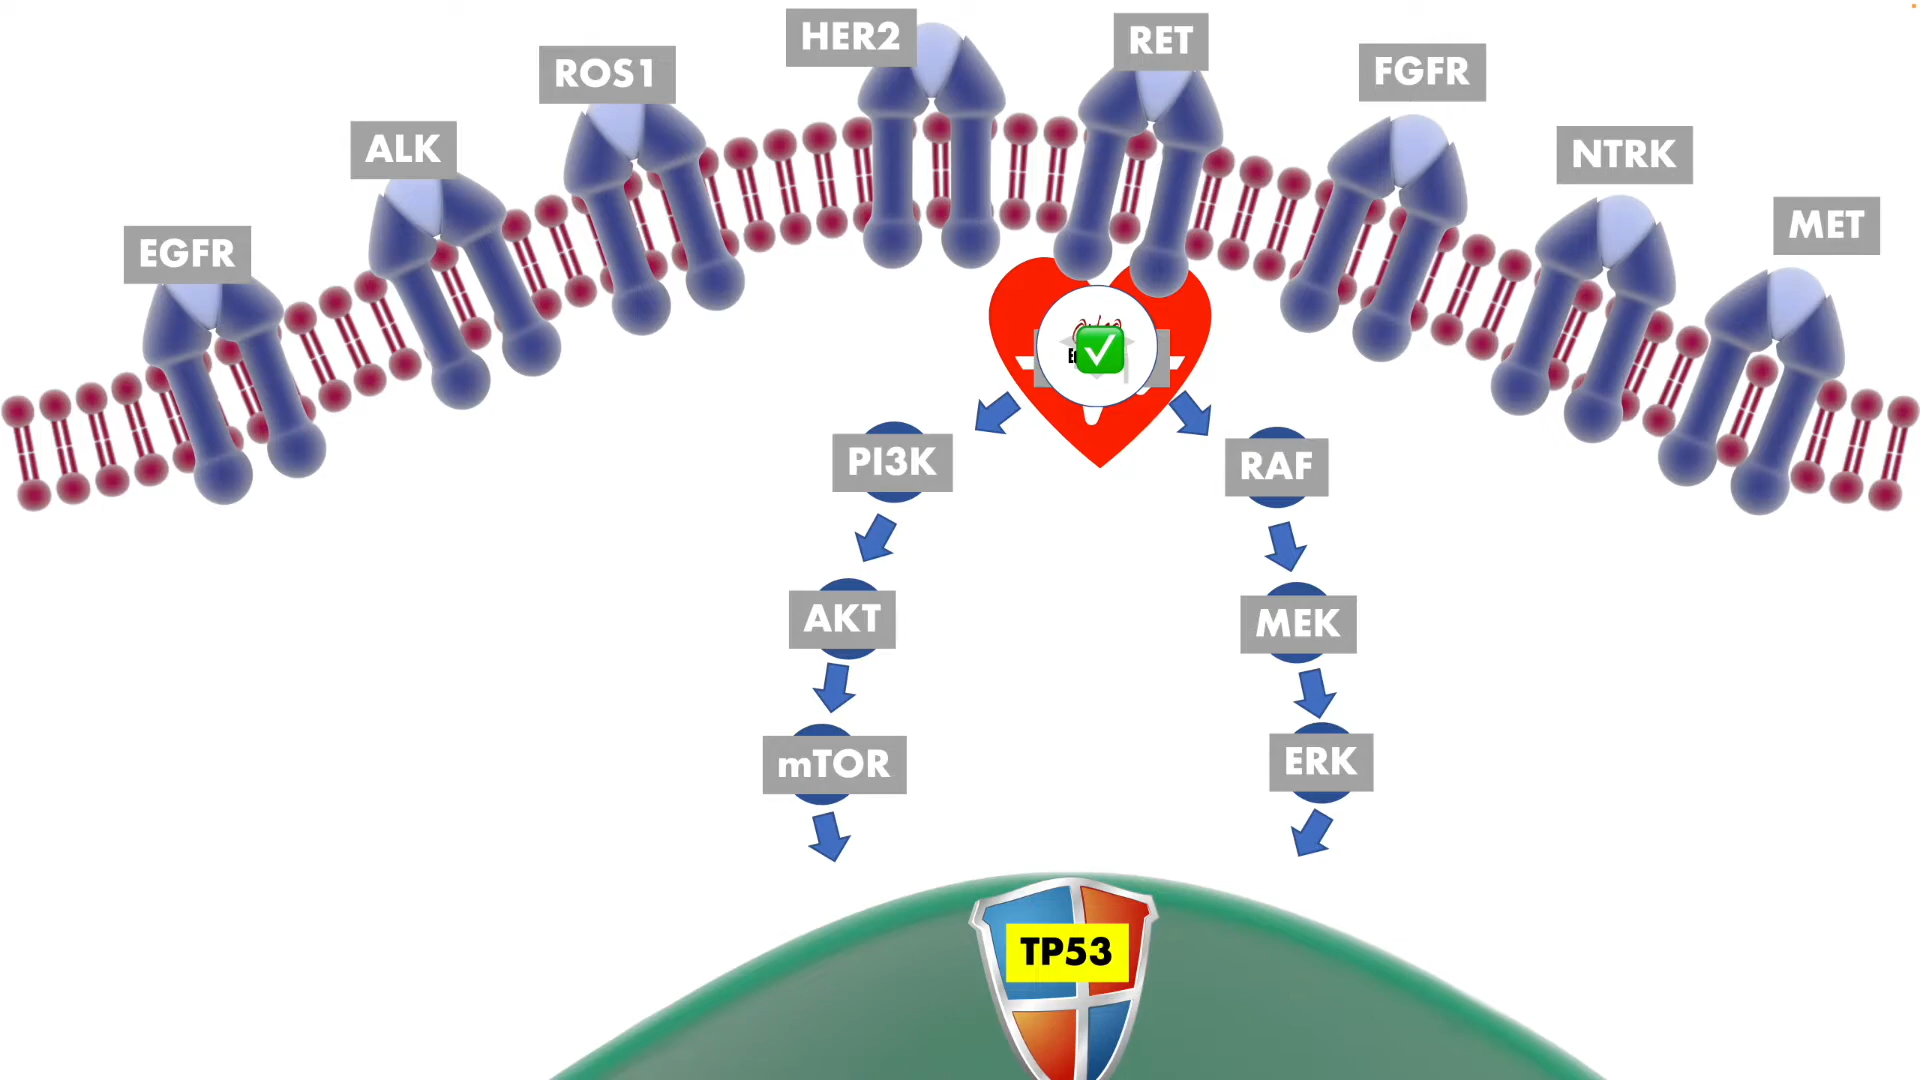 HER2
RET
ROS1
FGFR
ALK
NTRK
EGFR
MET
PI3K
RAF
AKT
MEK
mTOR
ERK
TP53